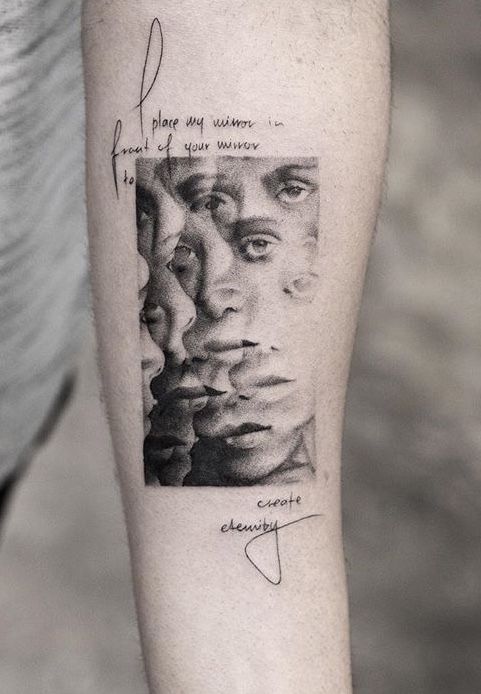 I place my mirror in
front of your mirror
to
create
eternity